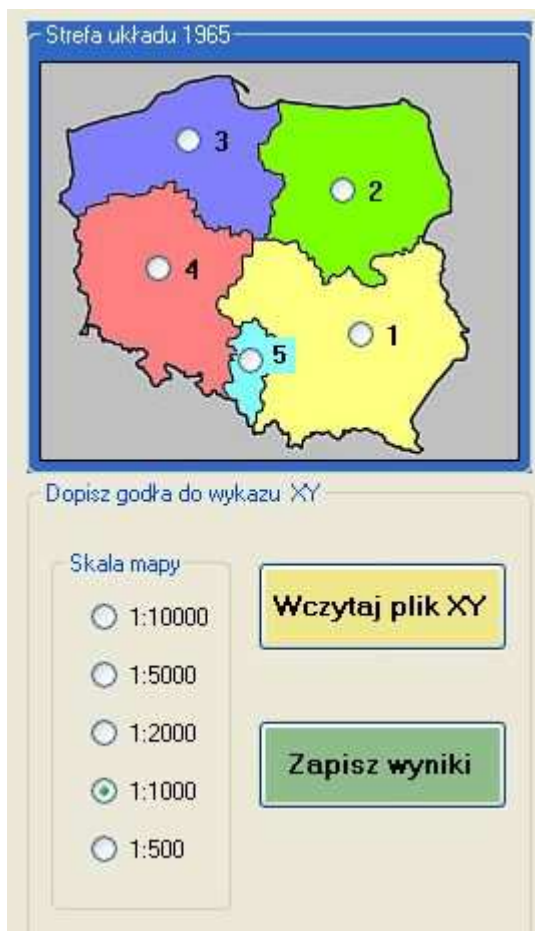 Strefa układu 1965
3
2
4
1
5
Dopisz godła do wykazu XY
Skala mapy
1:10000
Wczytaj plik XY
1:5000
1:2000
Zapisz wyniki
1:1000
1:500